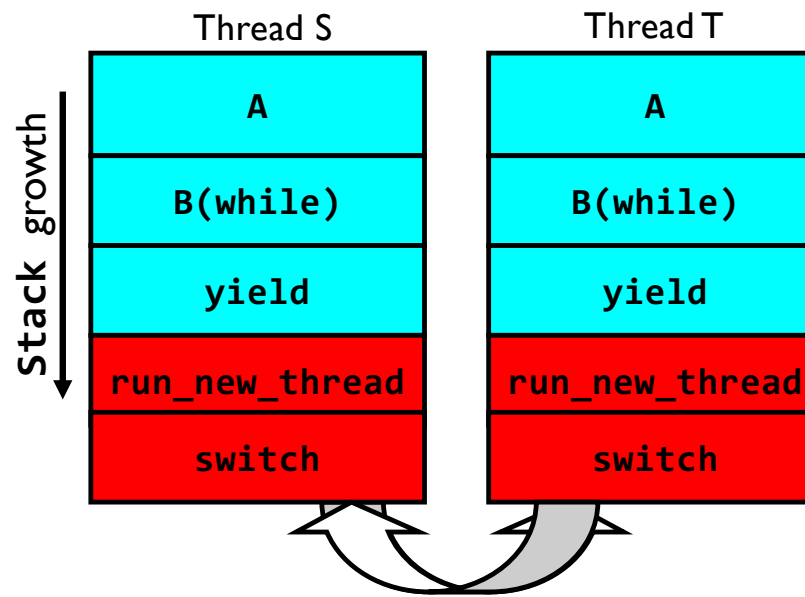 Thread S
Thread T
Stack growth
A
B(while)
yield
run_new_thread
switch
A
B(while)
yield
run_new_thread
switch